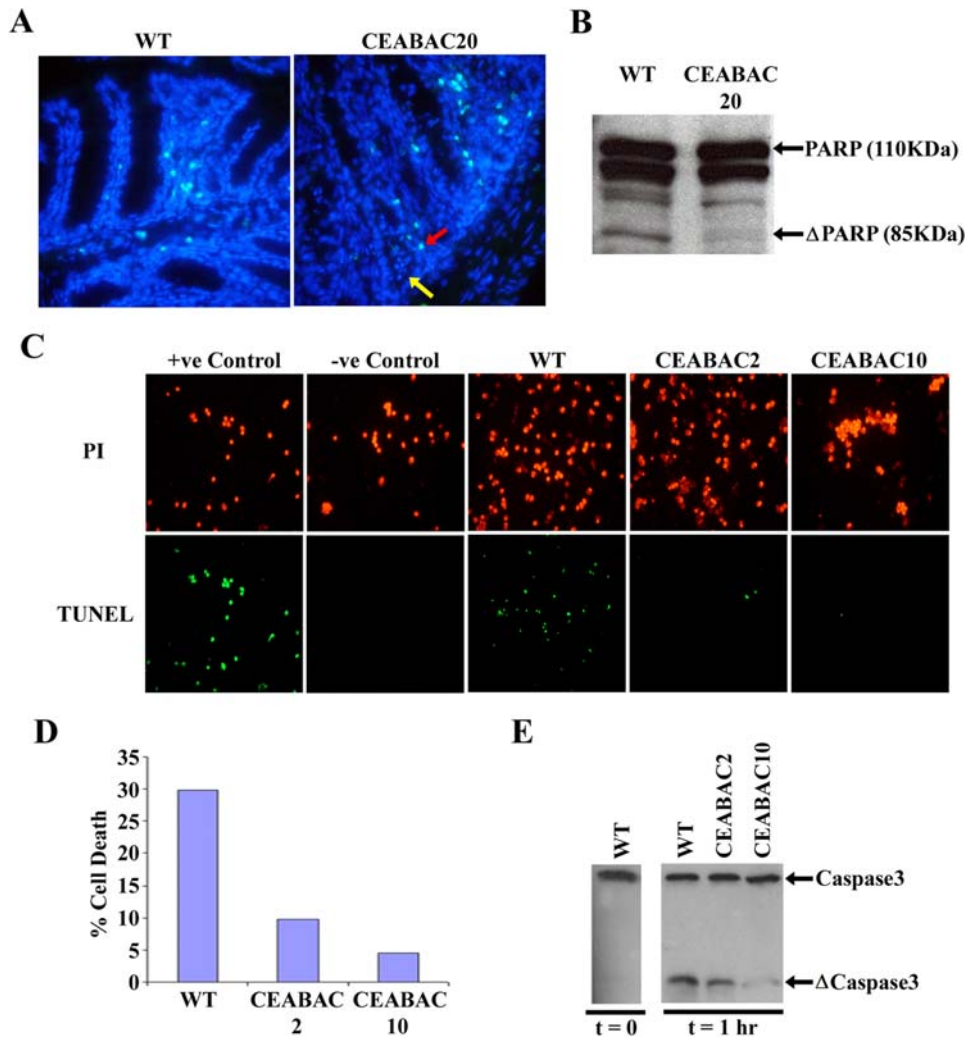 A
WT
CEABAC20
B
WT
CEABAC
20
PARP (110KDa)
ΔPARP (85KDa)
C
+ve Control
-ve Control
WT
CEABAC2
CEABAC10
PI
TUNEL
D
% Cell Death
35
30
25
20
15
10
5
0
WT
CEABAC
2
CEABAC
10
E
WT
WT
CEABAC2
CEABAC10
Caspase3
ΔCaspase3
t = 0
t = 1 hr